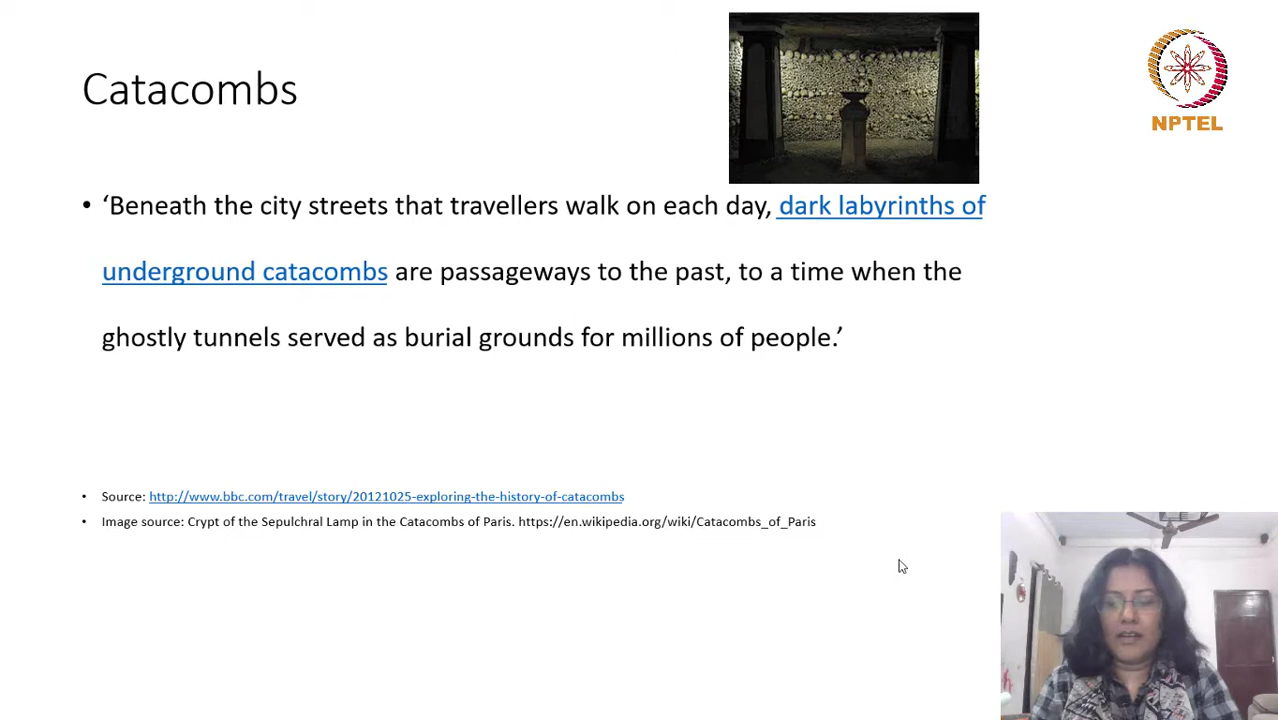 Catacombs
NPTEL
• ‘Beneath the city streets that travellers walk on each day, dark labyrinths of
underground catacombs are passageways to the past, to a time when the
ghostly tunnels served as burial grounds for millions of people.’
• Source: http://www.bbc.com/travel/story/20121025-exploring-the-history-of-catacombs
• Image source: Crypt of the Sepulchral Lamp in the Catacombs of Paris. https://en.wikipedia.org/wiki/Catacombs_of_Paris